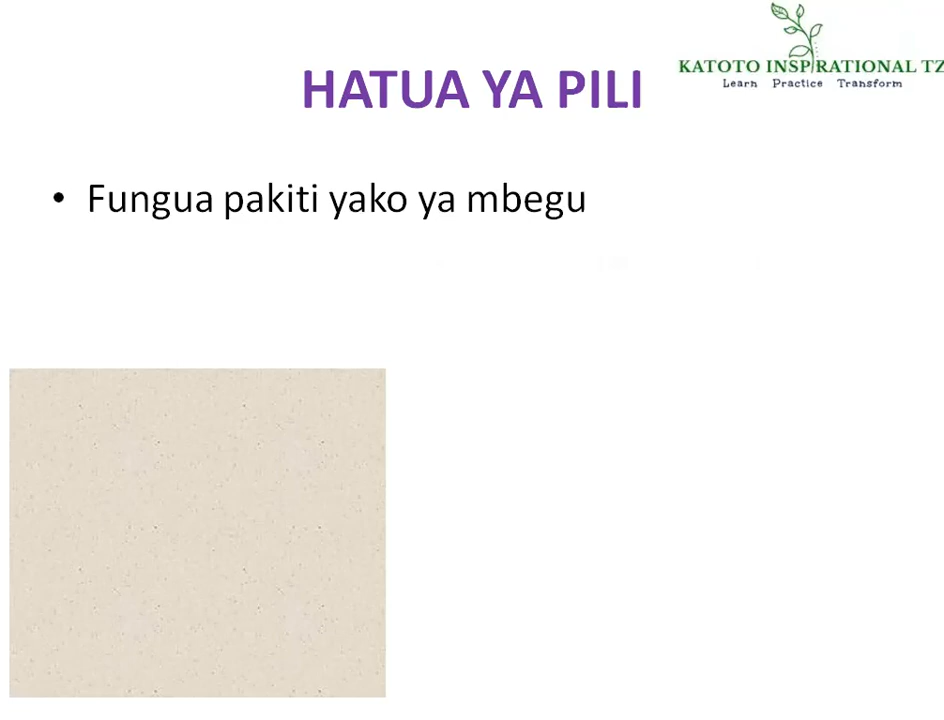 KATOTO INSPIRATIONAL TZ
Learn Practice Transform
HATUA YA PILI
• Fungua pakiti yako ya mbegu